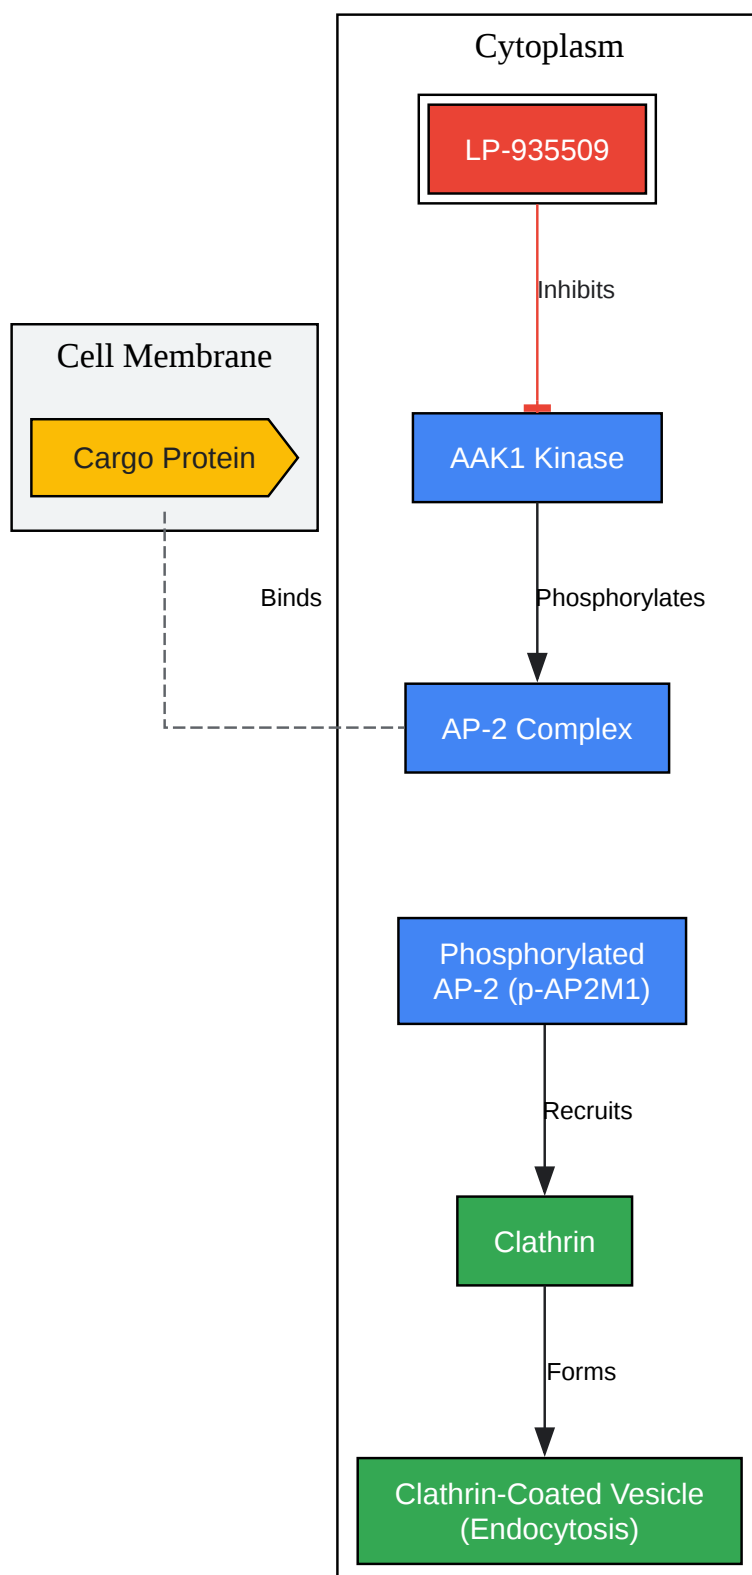 Cytoplasm
LP-935509
Inhibits
Cell Membrane
Cargo Protein
AAK1 Kinase
Binds
Phosphorylates
AP-2 Complex
Phosphorylated
AP-2 (p-AP2M1)
Recruits
Clathrin
Forms
Clathrin-Coated Vesicle
(Endocytosis)